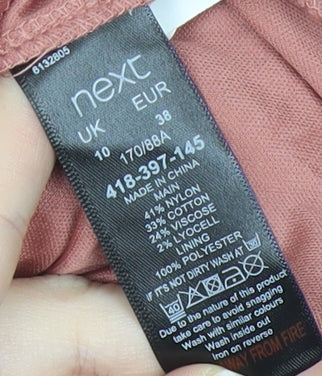 6132805
next
UK EUR
10 38
170/88A
418-397-145
MADE IN CHINA
MAIN
41% NYLON
33% COTTON
24% VISCOSE
2% LYOCELL
LINING
100% POLYESTER
IF IT'S NOT DIRTY WASH AT 30
40
Due to the nature of this product
take care to avoid snagging
Wash with similar colours
Wash inside out
Iron on reverse
AWAY FROM FIRE